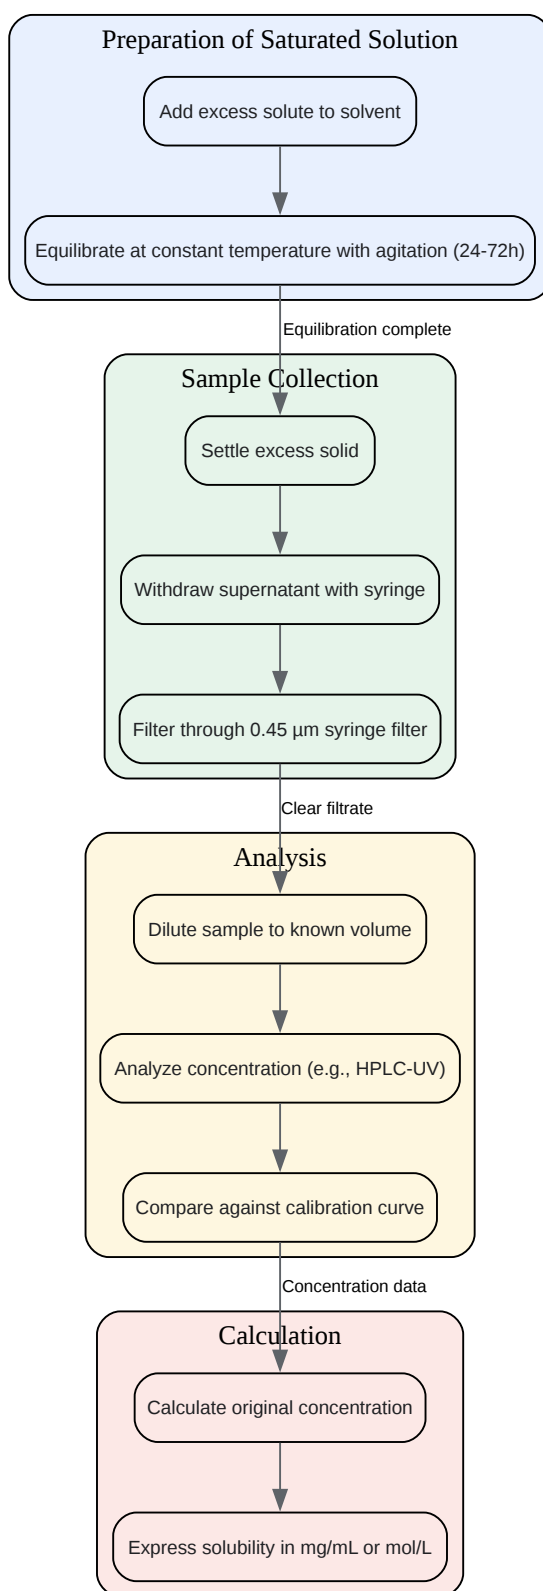 Preparation of Saturated Solution
Add excess solute to solvent
Equilibrate at constant temperature with agitation (24-72h)
Equilibration complete
Sample Collection
Settle excess solid
Withdraw supernatant with syringe
Filter through 0.45 µm syringe filter
Clear filtrate
Analysis
Dilute sample to known volume
Analyze concentration (e.g., HPLC-UV)
Compare against calibration curve
Concentration data
Calculation
Calculate original concentration
Express solubility in mg/mL or mol/L